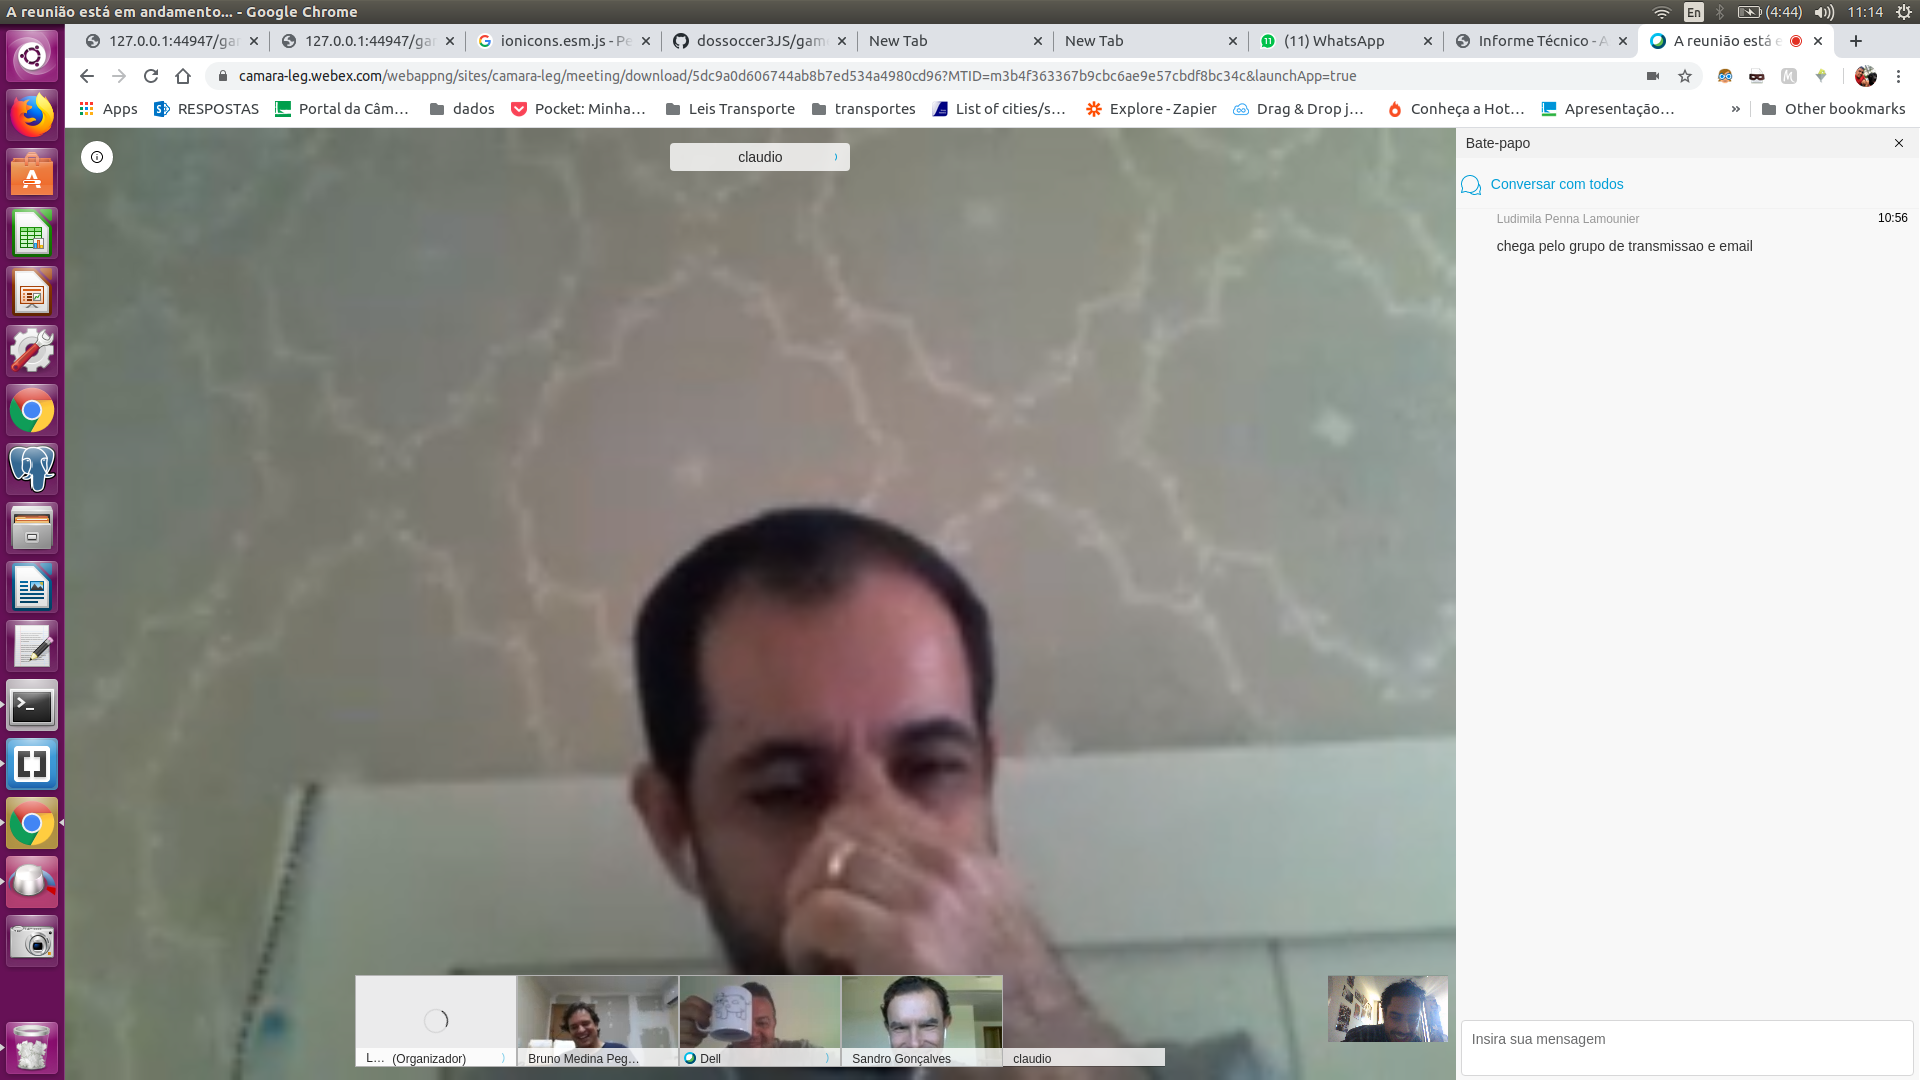 A reunião está em andamento... - Google Chrome
En
(4:44)
11:14
127.0.0.1:44947/ga
127.0.0.1:44947/ga
ionicons.esm.js - Pe
dossoccer3JS/gam
New Tab
New Tab
(11) WhatsApp
Informe Técnico - A
A reunião está e
camara-leg.webex.com/webappng/sites/camara-leg/meeting/download/5dc9a0d606744ab8b7ed534a4980cd96?MTID=m3b4f363367b9cbc6ae9e57cbdf8bc34c&launchApp=true
Apps
RESPOSTAS
Portal da Câm...
dados
Pocket: Minha...
Leis Transporte
transportes
List of cities/s...
Explore - Zapier
Drag & Drop j...
Conheça a Hot...
Apresentação...
»
Other bookmarks
claudio
Bate-papo
Conversar com todos
Ludimila Penna Lamounier
10:56
chega pelo grupo de transmissao e email
L... (Organizador)
Bruno Medina Peg...
Dell
Sandro Gonçalves
claudio
Insira sua mensagem